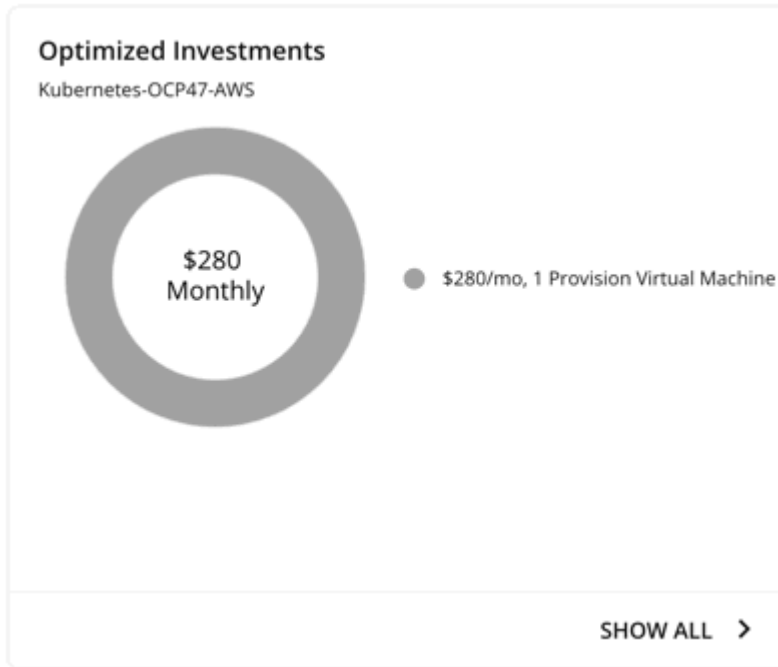 Optimized Investments
Kubernetes-OCP47-AWS
$280
Monthly
$280/mo, 1 Provision Virtual Machine
SHOW ALL